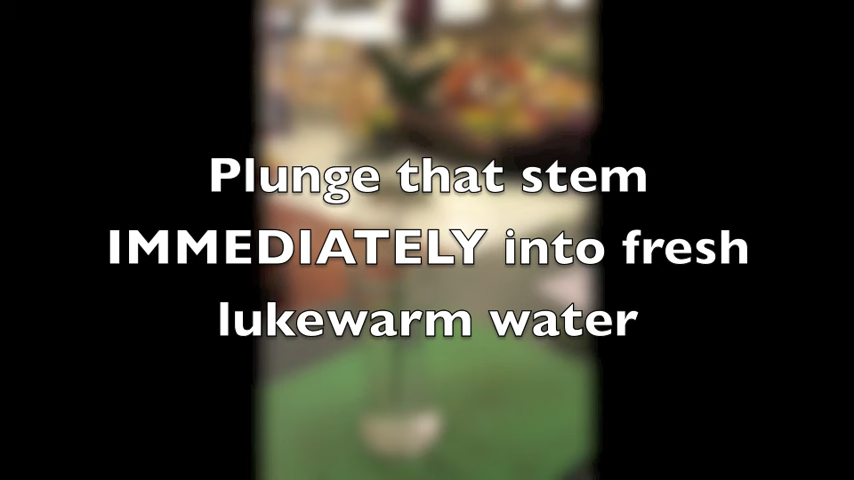 Plunge that stem
IMMEDIATELY into fresh
lukewarm water